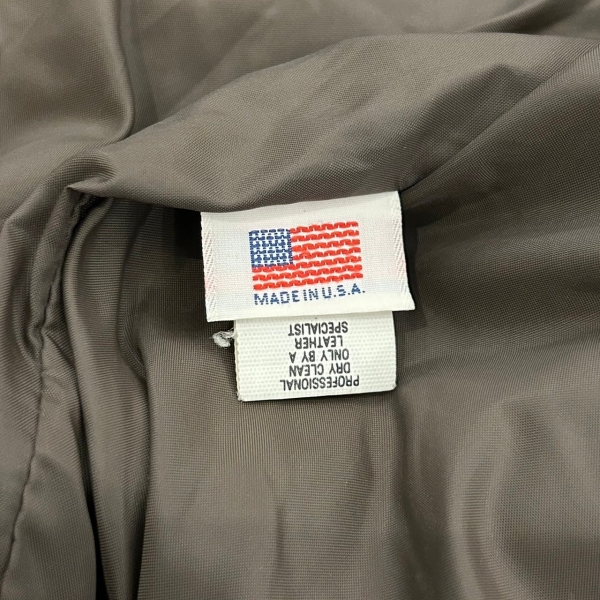 MADE IN U.S.A.
PROFESSIONAL
DRY CLEAN
ONLY BY A
LEATHER
SPECIALIST